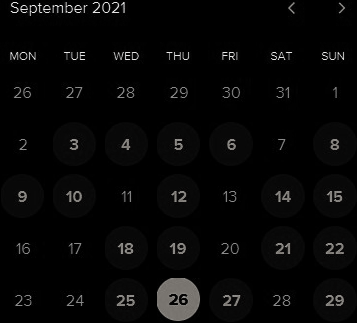 September 2021
MON TUE WED THU FRI SAT SUN
26 27 28 29 30 31 1
2 3 4 5 6 7 8
9 10 11 12 13 14 15
16 17 18 19 20 21 22
23 24 25 26 27 28 29